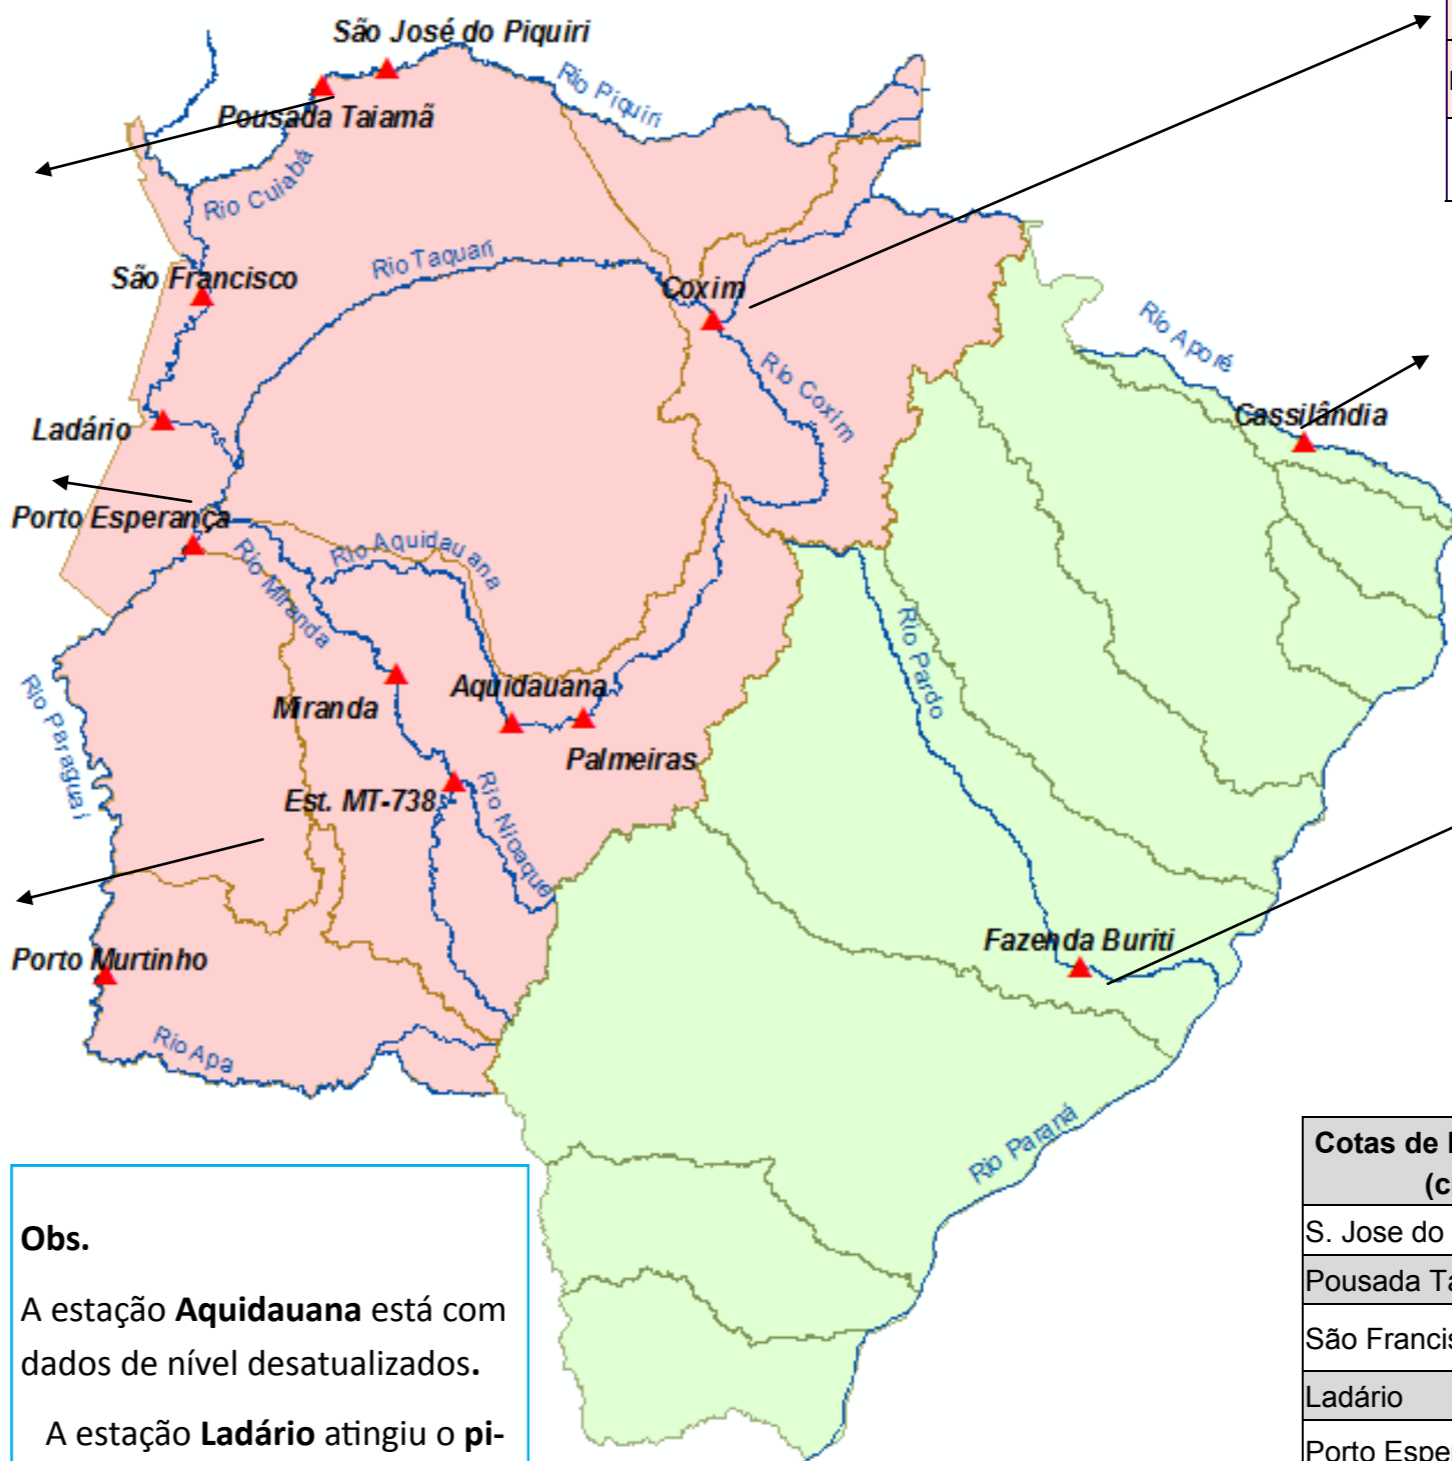 São José do Piquiri
Rio Piquiri
Pousada Taiamã
Rio Cuiabá
Rio Taquari
São Francisco
Coxim
Rio Aporé
Rio Coxim
Cassilândia
Ladário
Porto Esperança
Rio Aquidauana
Rio Miranda
Rio Pardo
Aquidauana
Miranda
Rio Paraguai
Palmeiras
Est. MT-738
Rio Nioaque
Fazenda Buriti
Porto Murtinho
Rio Apa
Rio Paraná
Obs.
A estação Aquidauana está com
dados de nível desatualizados.
A estação Ladário atingiu o pi-
Cotas de
(c
S. Jose do
Pousada Ta
São Francis
Ladário
Porto Espe